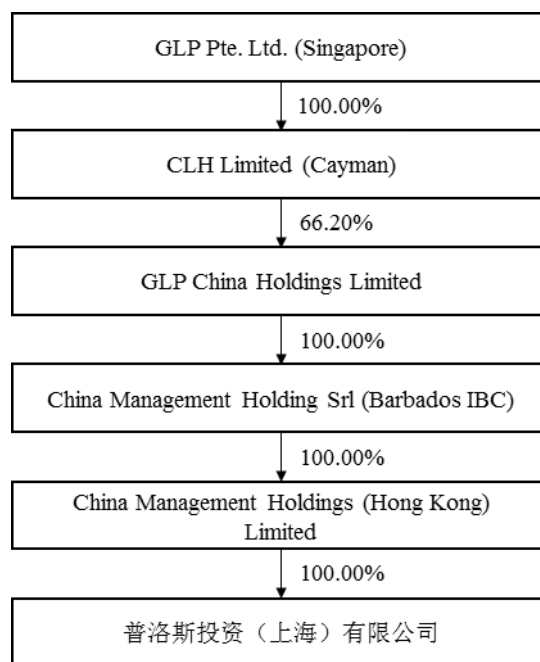 GLP Pte. Ltd. (Singapore)
100.00%
CLH Limited (Cayman)
66.20%
GLP China Holdings Limited
100.00%
China Management Holding Srl (Barbados IBC)
100.00%
China Management Holdings (Hong Kong)
Limited
100.00%
普洛斯投资（上海）有限公司